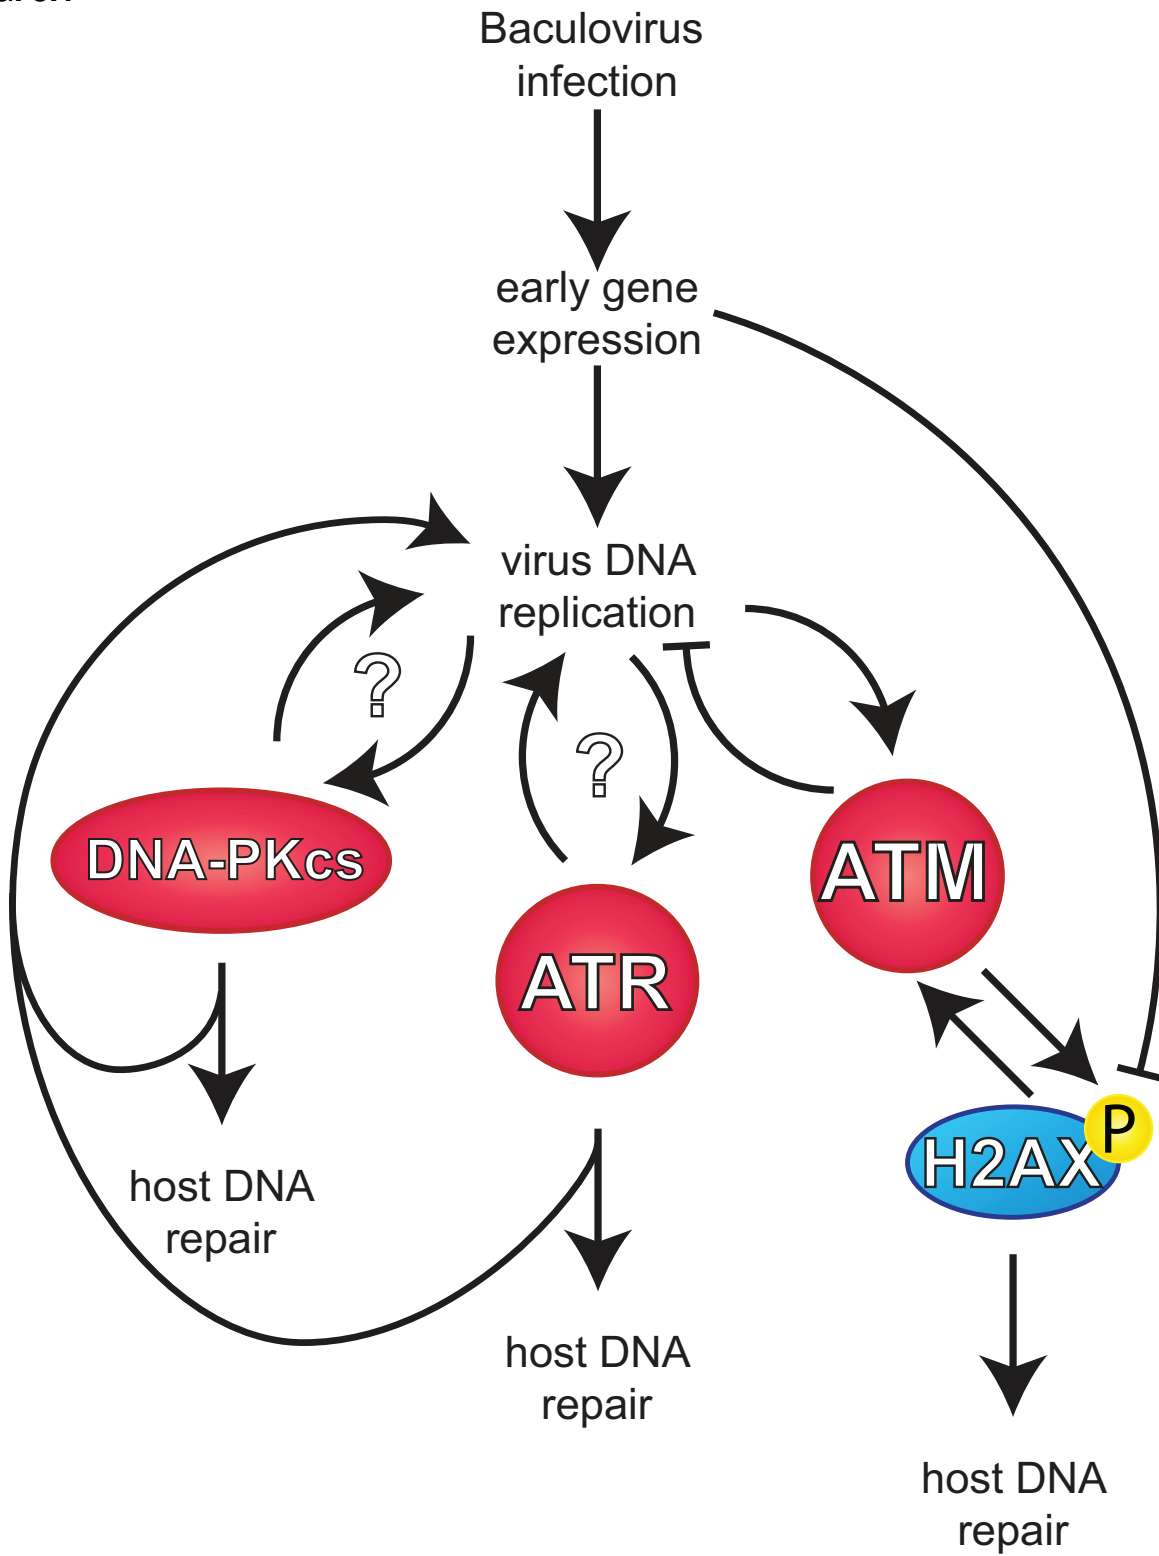 Baculovirus
infection
early gene
expression
virus DNA
replication
?
?
DNA-PKcs
ATM
ATR
P
H2AX
host DNA
repair
host DNA
repair
host DNA
repair